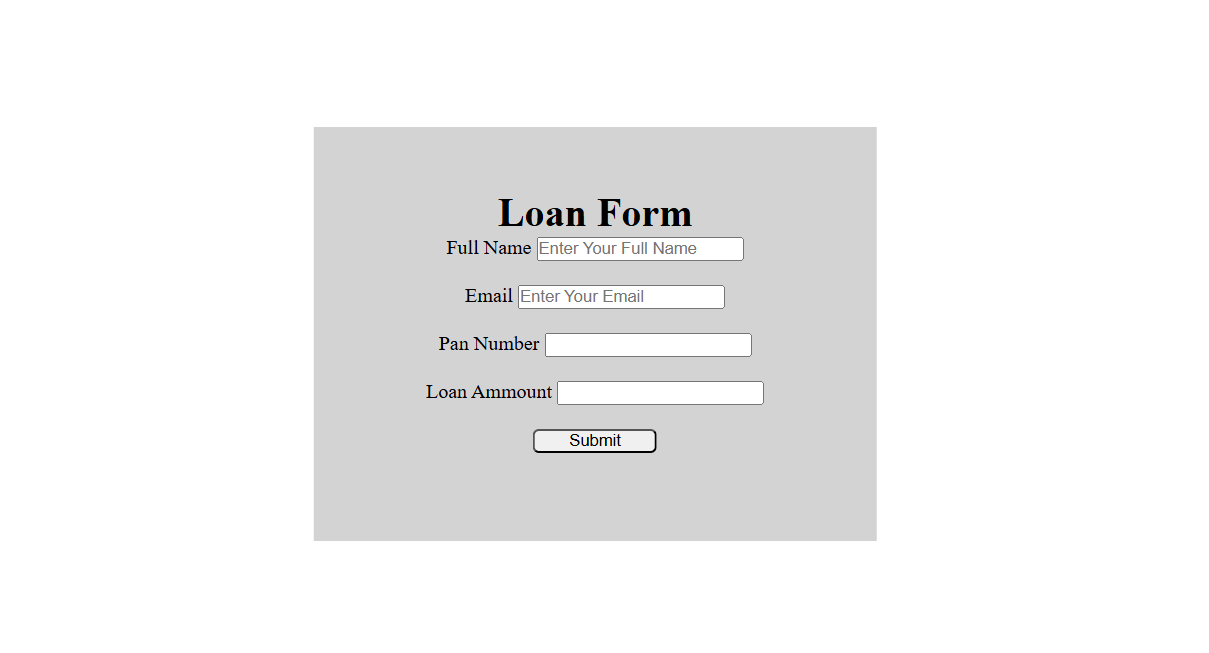 Loan Form
Full Name Enter Your Full Name
Email Enter Your Email
Pan Number
Loan Ammount
Submit